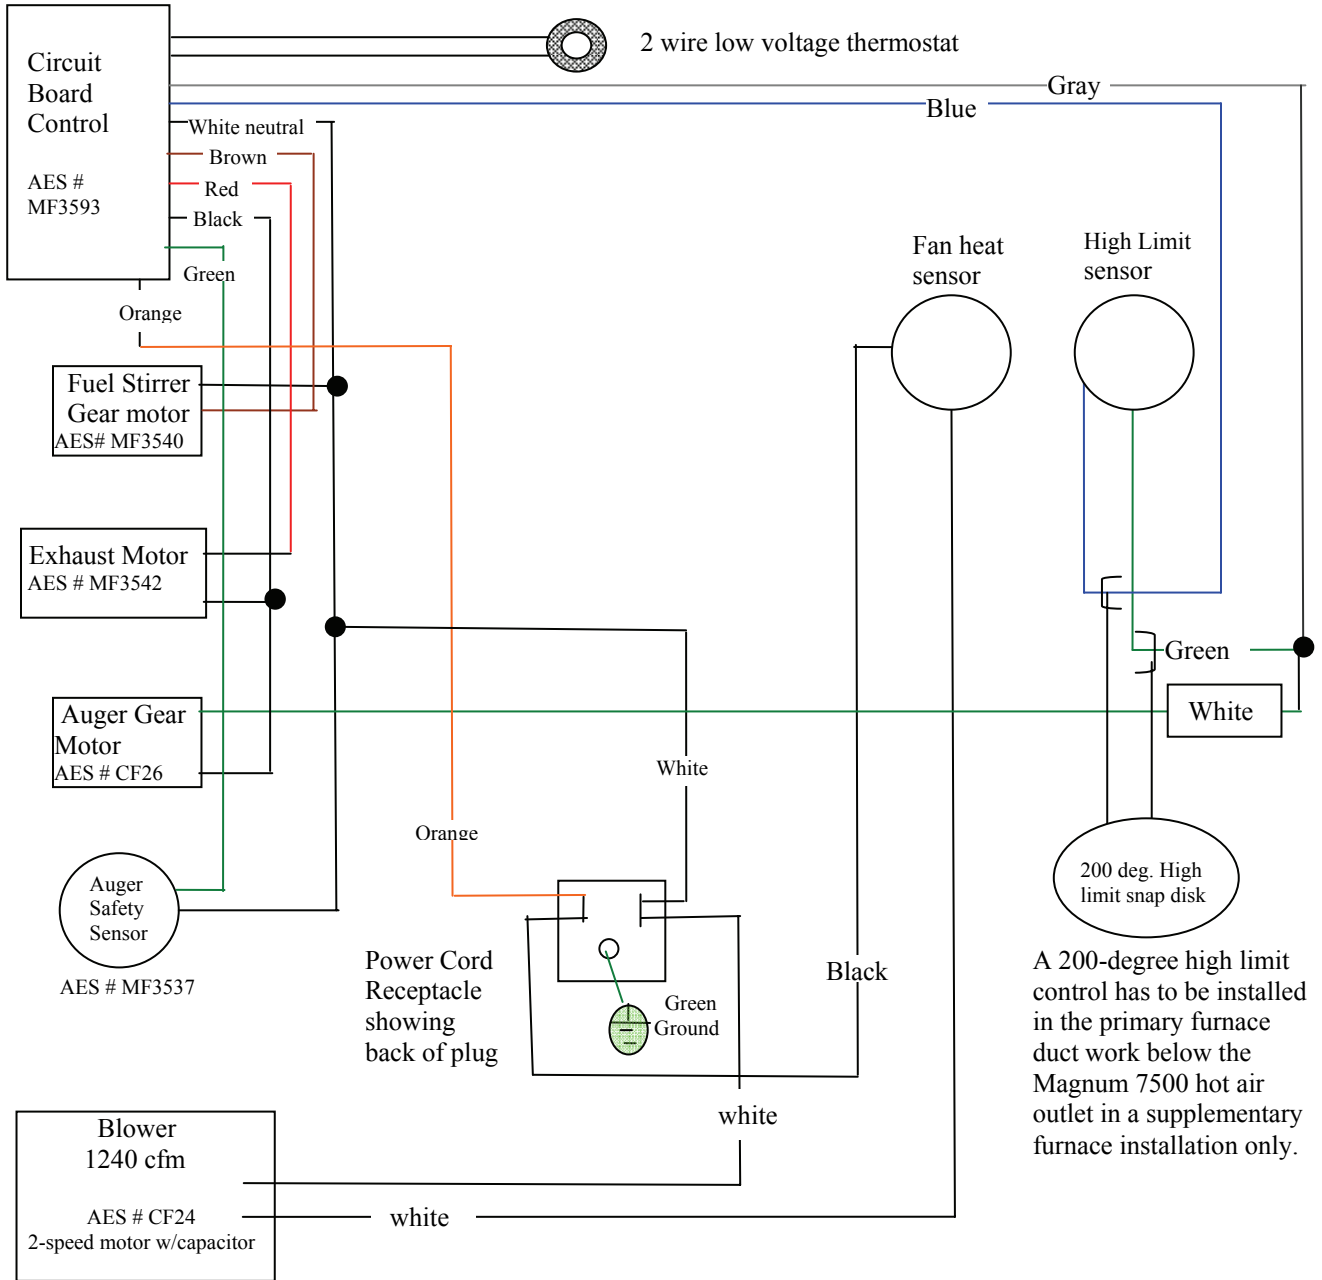 Circuit
Board
Control
AES #
MF3593
2 wire low voltage thermostat
Gray
Blue
White neutral
Brown
Red
Black
Green
Orange
Fan heat
sensor
High Limit
sensor
Fuel Stirrer
Gear motor
AES# MF3540
Exhaust Motor
AES # MF3542
Green
Auger Gear
Motor
AES # CF26
White
White
Orange
Auger
Safety
Sensor
AES # MF3537
200 deg. High
limit snap disk
Power Cord
Receptacle
showing
back of plug
Green
Ground
Black
A 200-degree high limit
control has to be installed
in the primary furnace
duct work below the
Magnum 7500 hot air
outlet in a supplementary
furnace installation only.
white
Blower
1240 cfm
AES # CF24
2-speed motor w/capacitor
white